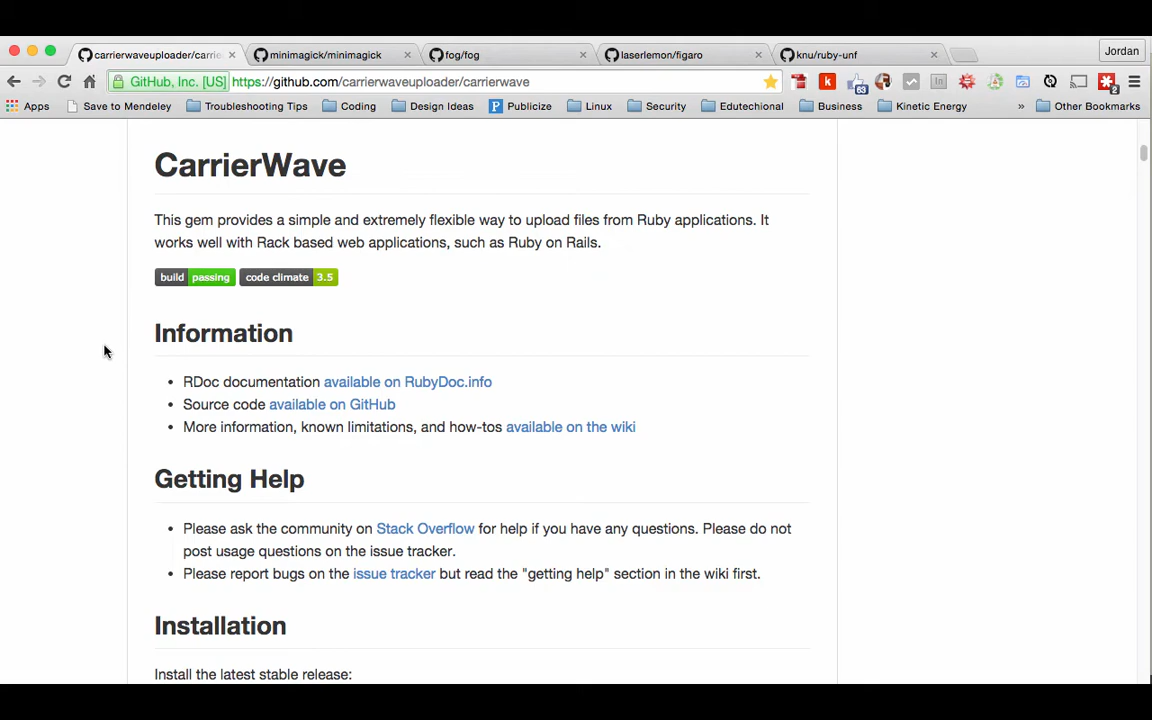 carrierwaveuploader/carrie
minimagick/minimagick
fog/fog
laserlemon/figaro
knu/ruby-unf
Jordan
GitHub, Inc. [US] https://github.com/carrierwaveuploader/carrierwave
63
2
Apps Save to Mendeley Troubleshooting Tips Coding Design Ideas Publicize Linux Security Edutechional Business Kinetic Energy » Other Bookmarks
CarrierWave
This gem provides a simple and extremely flexible way to upload files from Ruby applications. It
works well with Rack based web applications, such as Ruby on Rails.
build passing code climate 3.5
Information
• RDoc documentation available on RubyDoc.info
• Source code available on GitHub
• More information, known limitations, and how-tos available on the wiki
Getting Help
• Please ask the community on Stack Overflow for help if you have any questions. Please do not
post usage questions on the issue tracker.
• Please report bugs on the issue tracker but read the "getting help" section in the wiki first.
Installation
Install the latest stable release: